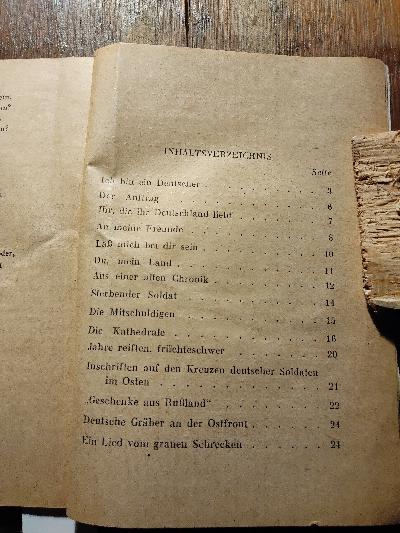 INHALTSVERZEICHNIS
Seite
Ich bin ein Deutscher . . . . . . . . . 3
Der Auftrag . . . . . . . . . . . . 6
Ihr, die ihr Deutschland liebt . . . . . . . 7
An meine Freunde . . . . . . . . . . 8
Laß mich bei dir sein . . . . . . . . . 10
Du, mein Land . . . . . . . . . . . 11
Aus einer alten Chronik . . . . . . . . 12
Sterbender Soldat . . . . . . . . . . 14
Die Mitschuldigen . . . . . . . . . . 15
Die Kathedrale . . . . . . . . . . . 16
Jahre reiften, früchteschwer . . . . . . . 20
Inschriften auf den Kreuzen deutscher Soldaten
im Osten . . . . . . . . . . . . 21
„Geschenke aus Rußland“ . . . . . . . . 22
Deutsche Gräber an der Ostfront . . . . . . 24
Ein Lied vom grauen Schrecken . . . . . . 24